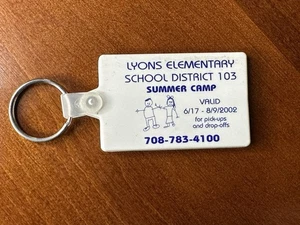 LYONS ELEMENTARY
SCHOOL DISTRICT 103
SUMMER CAMP
VALID
6/17 - 8/9/2002
for pick-ups
and drop-offs
708-783-4100